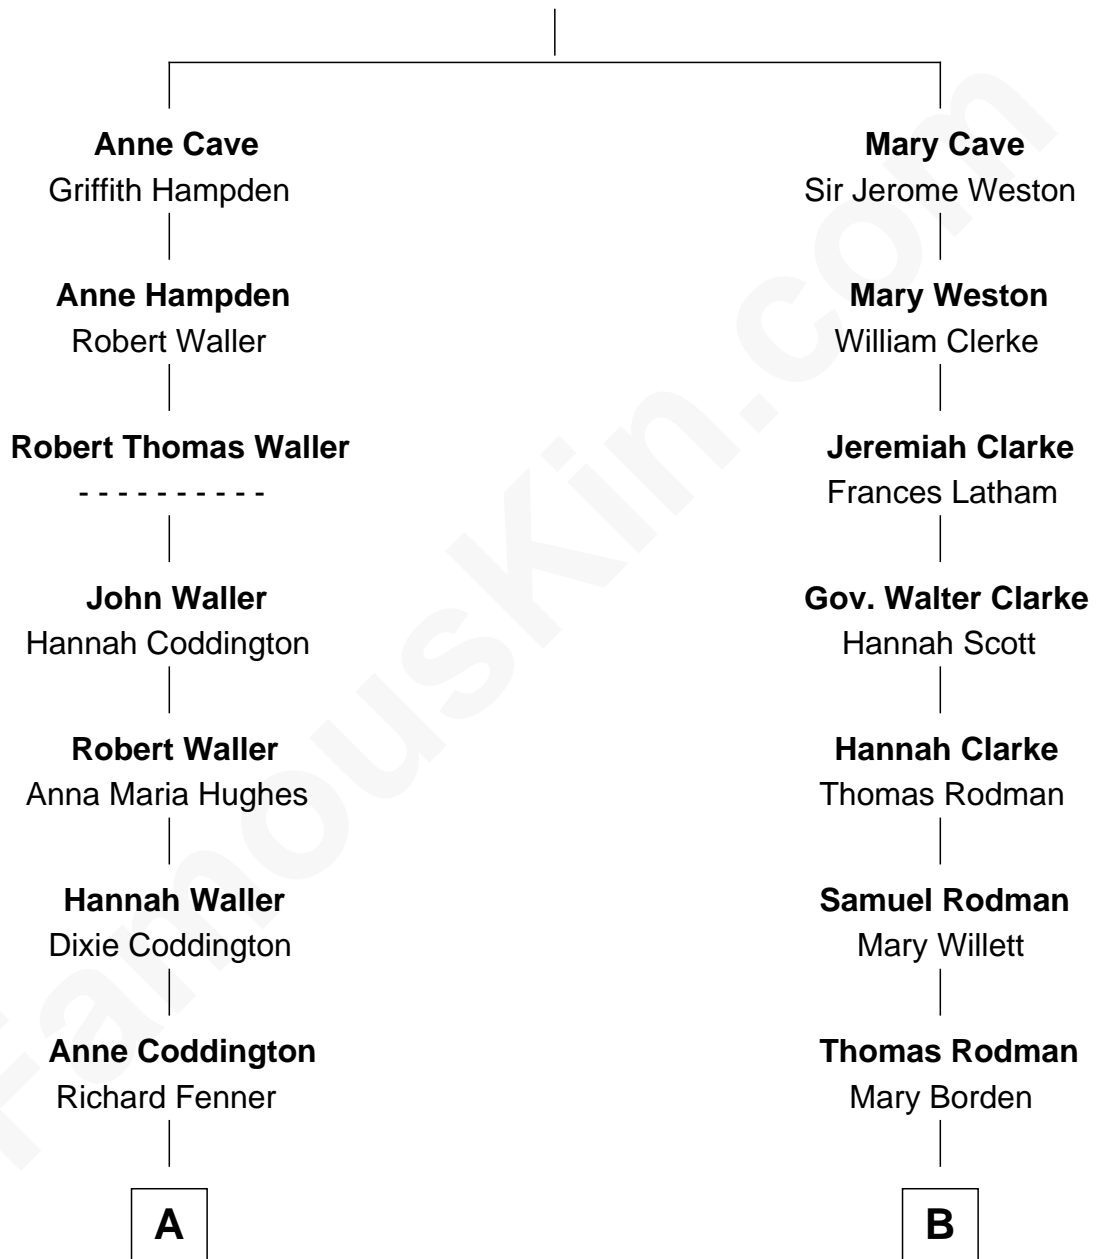 Anne Cave
Griffith Hampden
Anne Hampden
Robert Waller
Robert Thomas Waller
- - - - - - - - - -
John Waller
Hannah Coddington
Robert Waller
Anna Maria Hughes
Hannah Waller
Dixie Coddington
Anne Coddington
Richard Fenner
A
Mary Cave
Sir Jerome Weston
Mary Weston
William Clerke
Jeremiah Clarke
Frances Latham
Gov. Walter Clarke
Hannah Scott
Hannah Clarke
Thomas Rodman
Samuel Rodman
Mary Willett
Thomas Rodman
Mary Borden
B
FamousKin.com